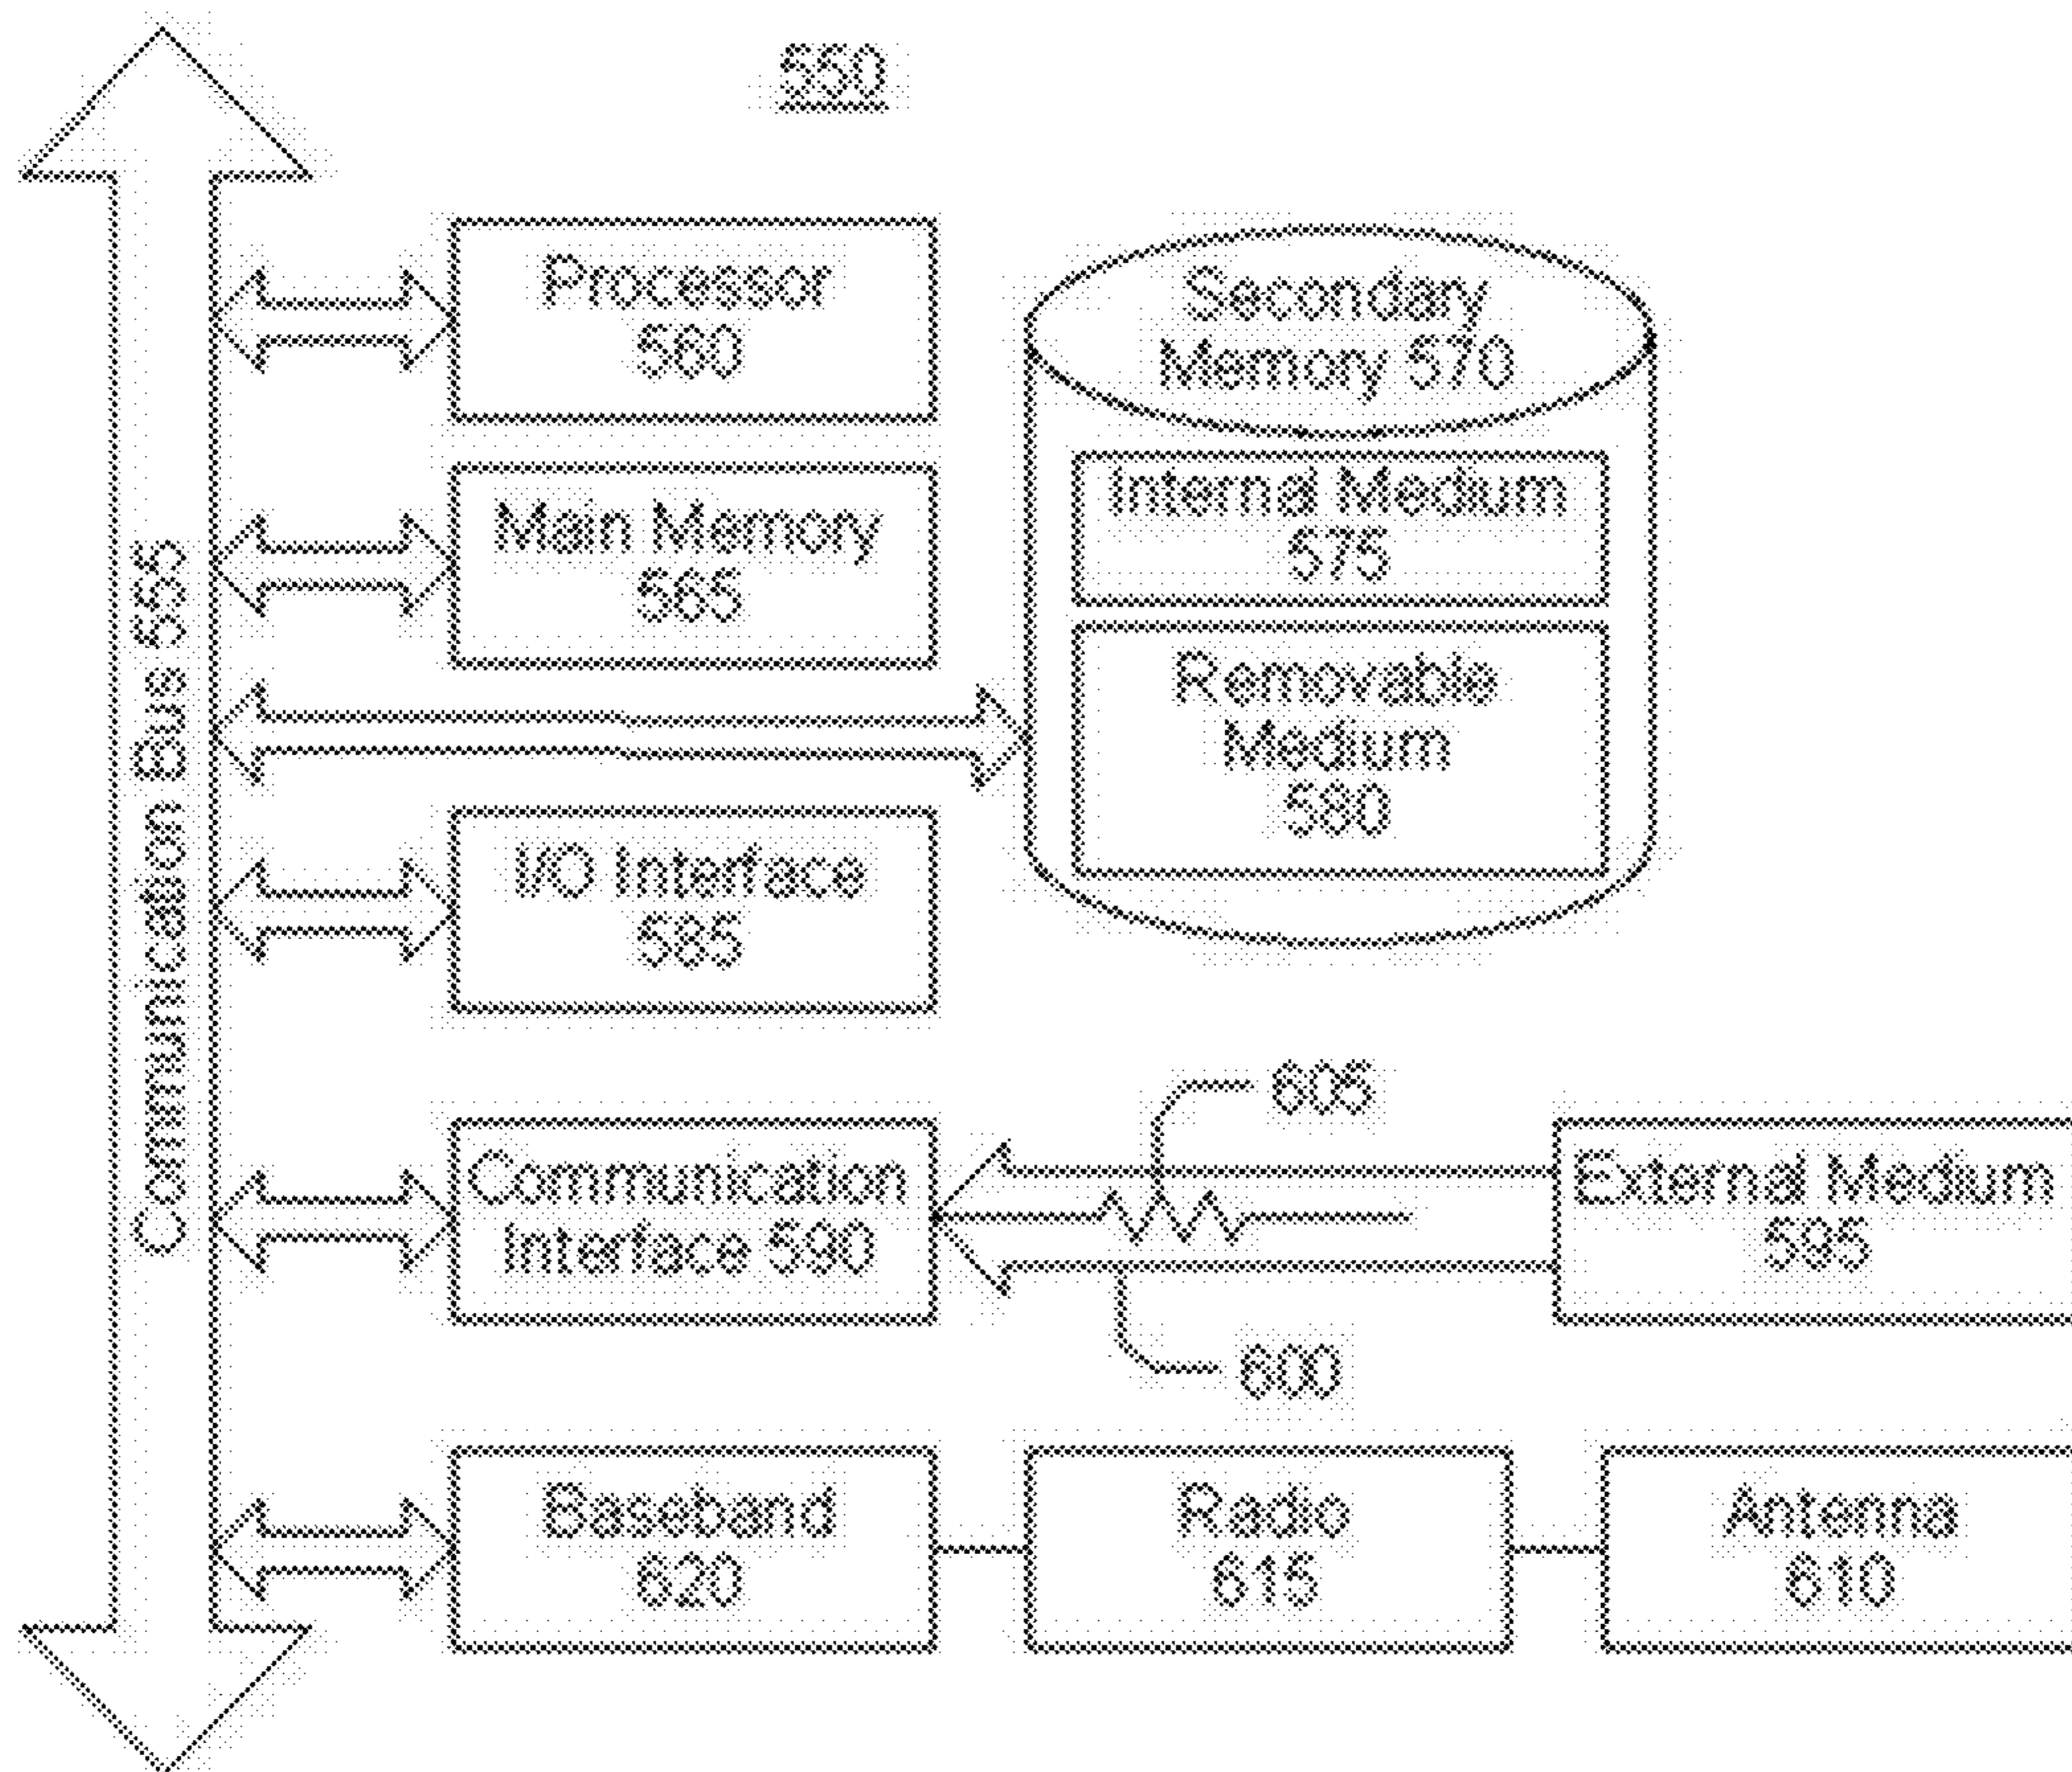 550
Communication Bus 555
Processor
560
Secondary
Memory 570
Main Memory
565
Internal Medium
575
Removable
Medium
580
I/O Interface
585
605
Communication
Interface 590
External Medium
595
600
Baseband
620
Radio
615
Antenna
610